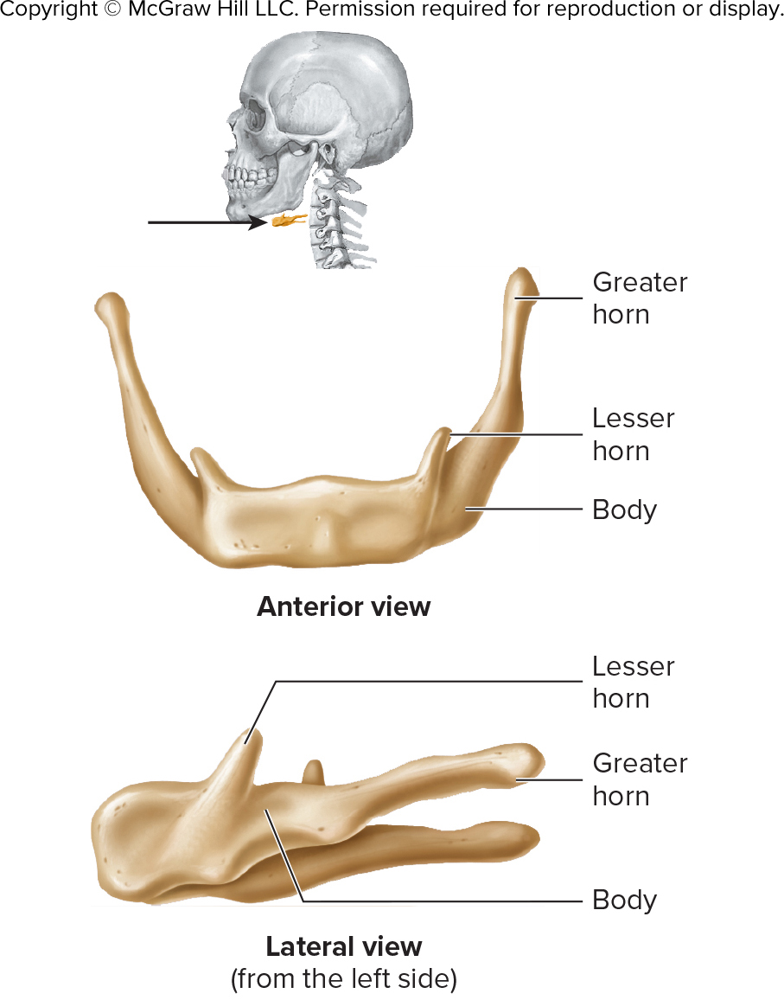 Copyright © McGraw Hill LLC. Permission required for reproduction or display.
Greater
horn
Lesser
horn
Body
Anterior view
Lesser
horn
Greater
horn
Body
Lateral view
(from the left side)